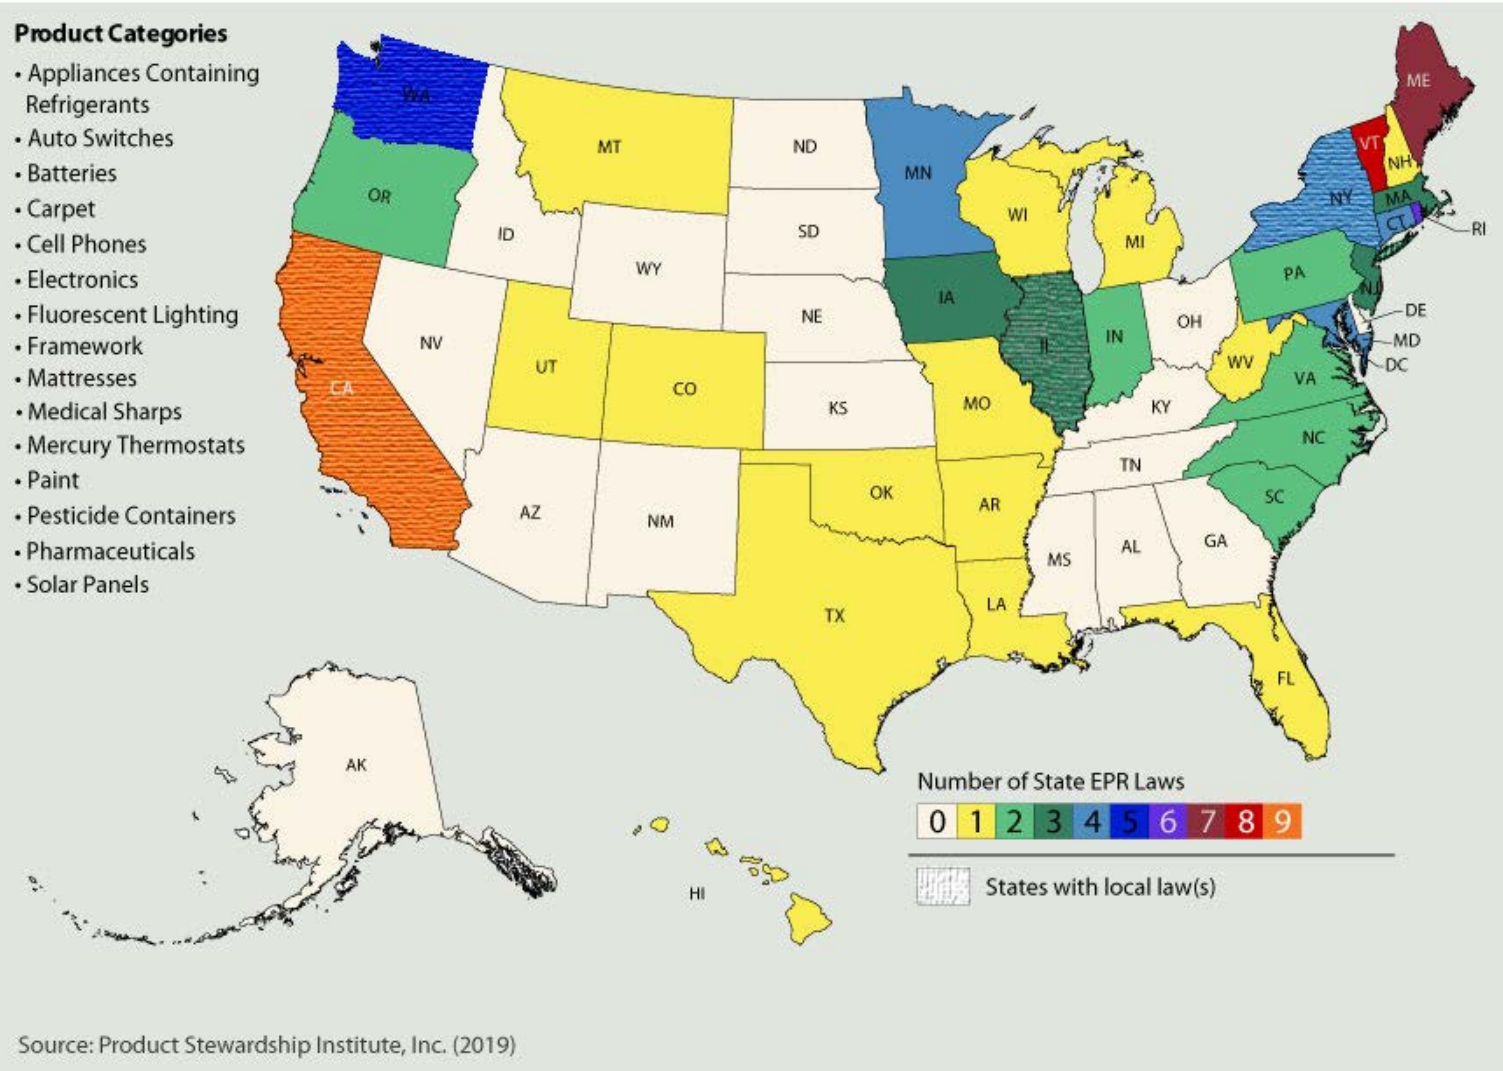 Product Categories
• Appliances Containing
Refrigerants
• Auto Switches
• Batteries
• Carpet
• Cell Phones
• Electronics
• Fluorescent Lighting
• Framework
• Mattresses
• Medical Sharps
• Mercury Thermostats
• Paint
• Pesticide Containers
• Pharmaceuticals
• Solar Panels
WA
MT
ND
MN
ME
VT
NH
OR
ID
SD
WI
MI
NY
MA
CT
RI
WY
IA
NE
PA
NJ
DE
MD
DC
NV
UT
CO
CA
KS
MO
IL
IN
OH
WV
VA
KY
NC
TN
SC
AZ
NM
OK
AR
MS
AL
GA
TX
LA
FL
AK
HI
Number of State EPR Laws
0 1 2 3 4 5 6 7 8 9
States with local law(s)
Source: Product Stewardship Institute, Inc. (2019)